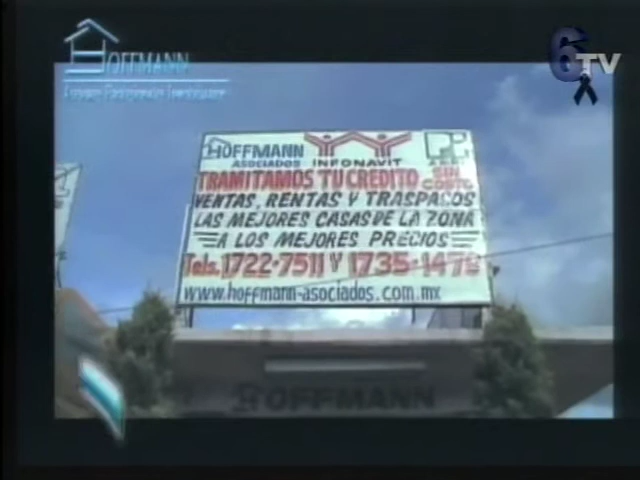 HOFFMANN
6TV
HOFFMANN
ASOCIADOS
INFONAVIT
TRAMITAMOS TU CREDITO
SIN
COSTO
VENTAS, RENTAS Y TRASPASOS
LAS MEJORES CASAS DE LA ZONA
A LOS MEJORES PRECIOS
Tels. 1722-7511 Y 1735-1478
www.hoffmann-asociados.com.mx
HOFFMANN